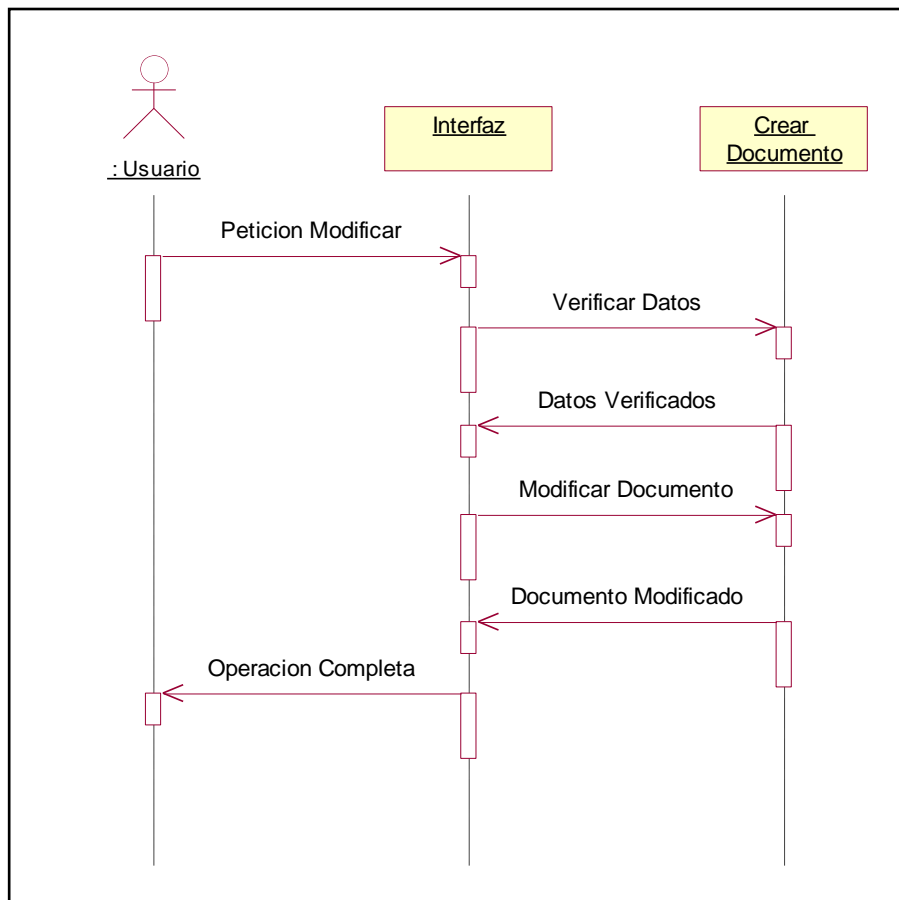 Interfaz
Crear
Documento
: Usuario
Peticion Modificar
Verificar Datos
Datos Verificados
Modificar Documento
Documento Modificado
Operacion Completa